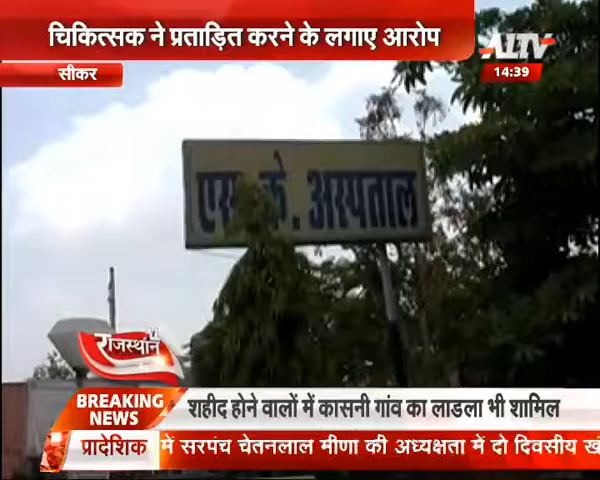 चिकित्सक ने प्रताड़ित करने के लगाए आरोप
सीकर
A1TV
14:39
एस. के. अस्पताल
राजस्थान
BREAKING NEWS
शहीद होने वालों में कासनी गांव का लाडला भी शामिल
प्रादेशिक
में सरपंच चेतनलाल मीणा की अध्यक्षता में दो दिवसीय